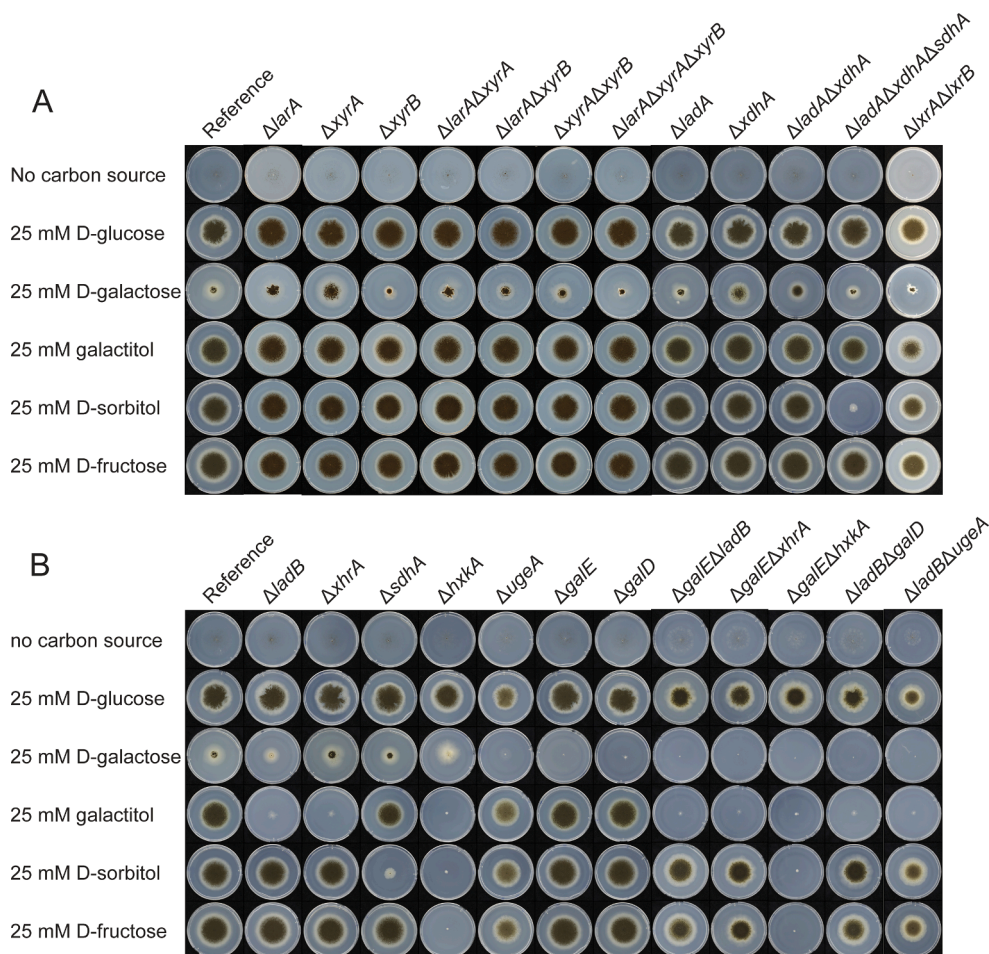 A
Reference ΔlarA ΔxyrA ΔxyrB ΔlarAΔxyrA ΔlarAΔxyrB ΔxyrAΔxyrB ΔlarAΔxyrAΔxyrB ΔladA ΔxdhA ΔladAΔxdhA ΔladAΔxdhAΔsdhA ΔlxrAΔlxrB
No carbon source
25 mM D-glucose
25 mM D-galactose
25 mM galactitol
25 mM D-sorbitol
25 mM D-fructose
B
Reference ΔladB ΔxhrA ΔsdhA ΔhxkA ΔugeA ΔgalE ΔgalD ΔgalEΔladB ΔgalEΔxhrA ΔgalEΔhxkA ΔladBΔgalD ΔladBΔugeA
no carbon source
25 mM D-glucose
25 mM D-galactose
25 mM galactitol
25 mM D-sorbitol
25 mM D-fructose